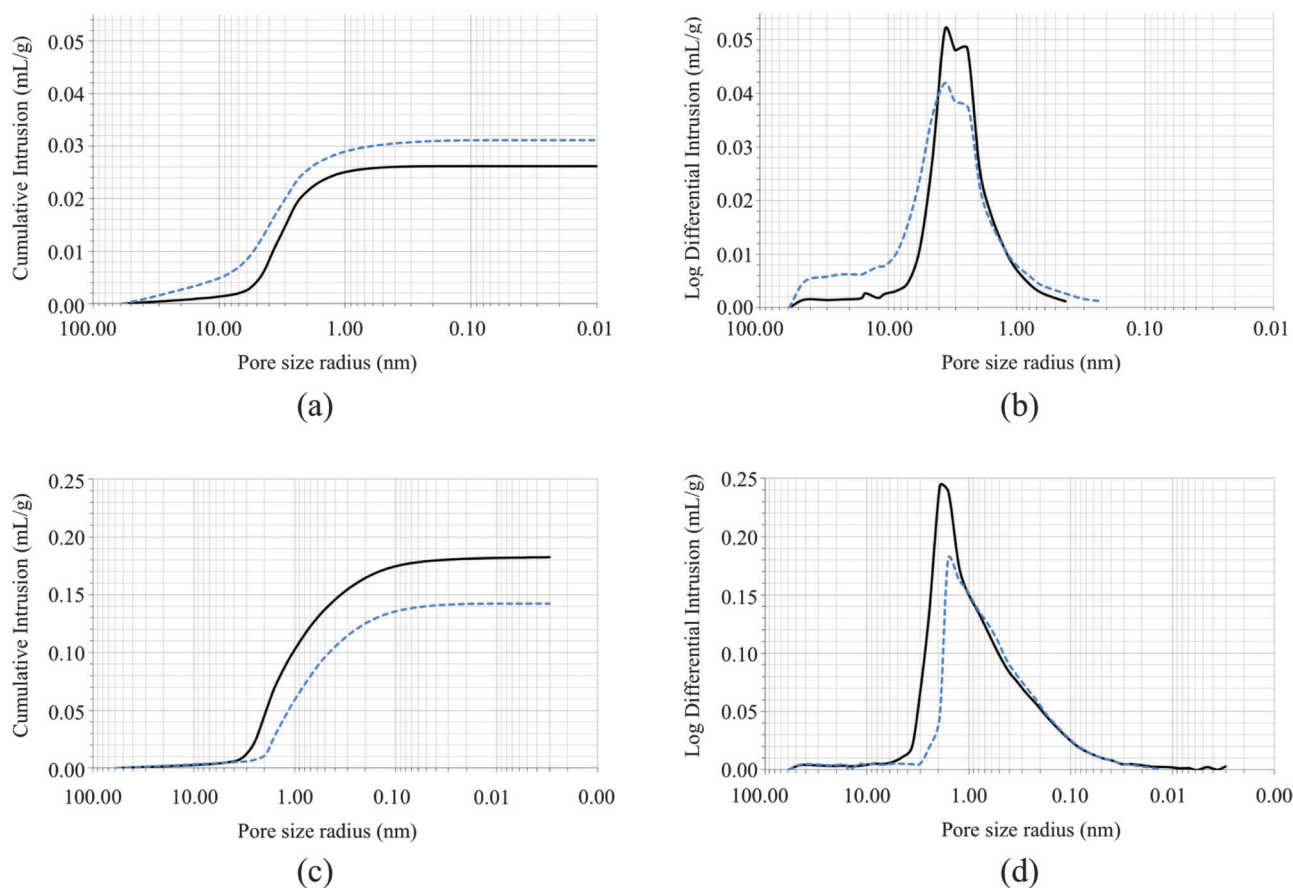 Cumulative Intrusion (mL/g)
0.05
0.04
0.03
0.02
0.01
0.00
100.00 10.00 1.00 0.10 0.01
Pore size radius (nm)
(a)
Log Differential Intrusion (mL/g)
0.05
0.04
0.03
0.02
0.01
0.00
100.00 10.00 1.00 0.10 0.01
Pore size radius (nm)
(b)
Cumulative Intrusion (mL/g)
0.25
0.20
0.15
0.10
0.05
0.00
100.00 10.00 1.00 0.10 0.01 0.00
Pore size radius (nm)
(c)
Log Differential Intrusion (mL/g)
0.25
0.20
0.15
0.10
0.05
0.00
100.00 10.00 1.00 0.10 0.01 0.00
Pore size radius (nm)
(d)